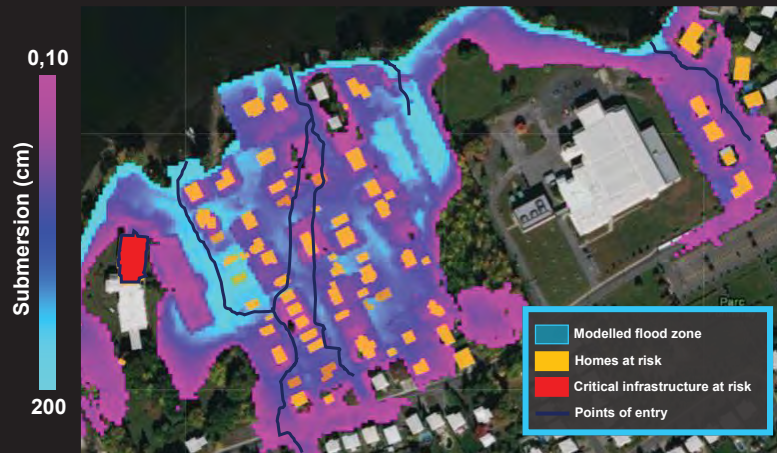 0,10
Submersion (cm)
200
Parc
Modelled flood zone
Homes at risk
Critical infrastructure at risk
Points of entry